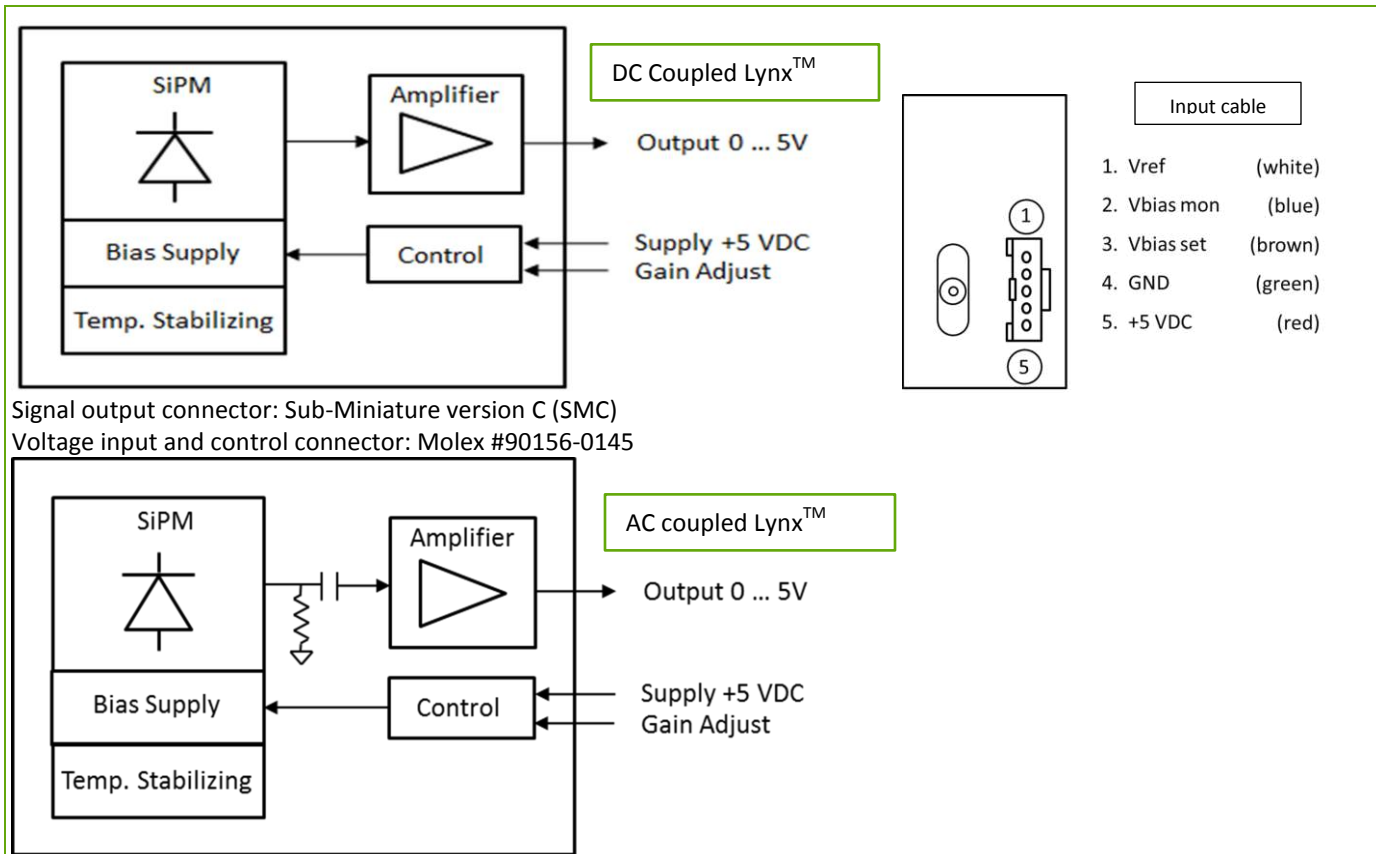 SiPM
Amplifier
Bias Supply
Control
Temp. Stabilizing
DC Coupled Lynx™
Output 0 ... 5V
Supply +5 VDC
Gain Adjust
1
5
Input cable
1. Vref (white)
2. Vbias mon (blue)
3. Vbias set (brown)
4. GND (green)
5. +5 VDC (red)
Signal output connector: Sub-Miniature version C (SMC)
Voltage input and control connector: Molex #90156-0145
SiPM
Amplifier
Bias Supply
Control
Temp. Stabilizing
AC coupled Lynx™
Output 0 ... 5V
Supply +5 VDC
Gain Adjust